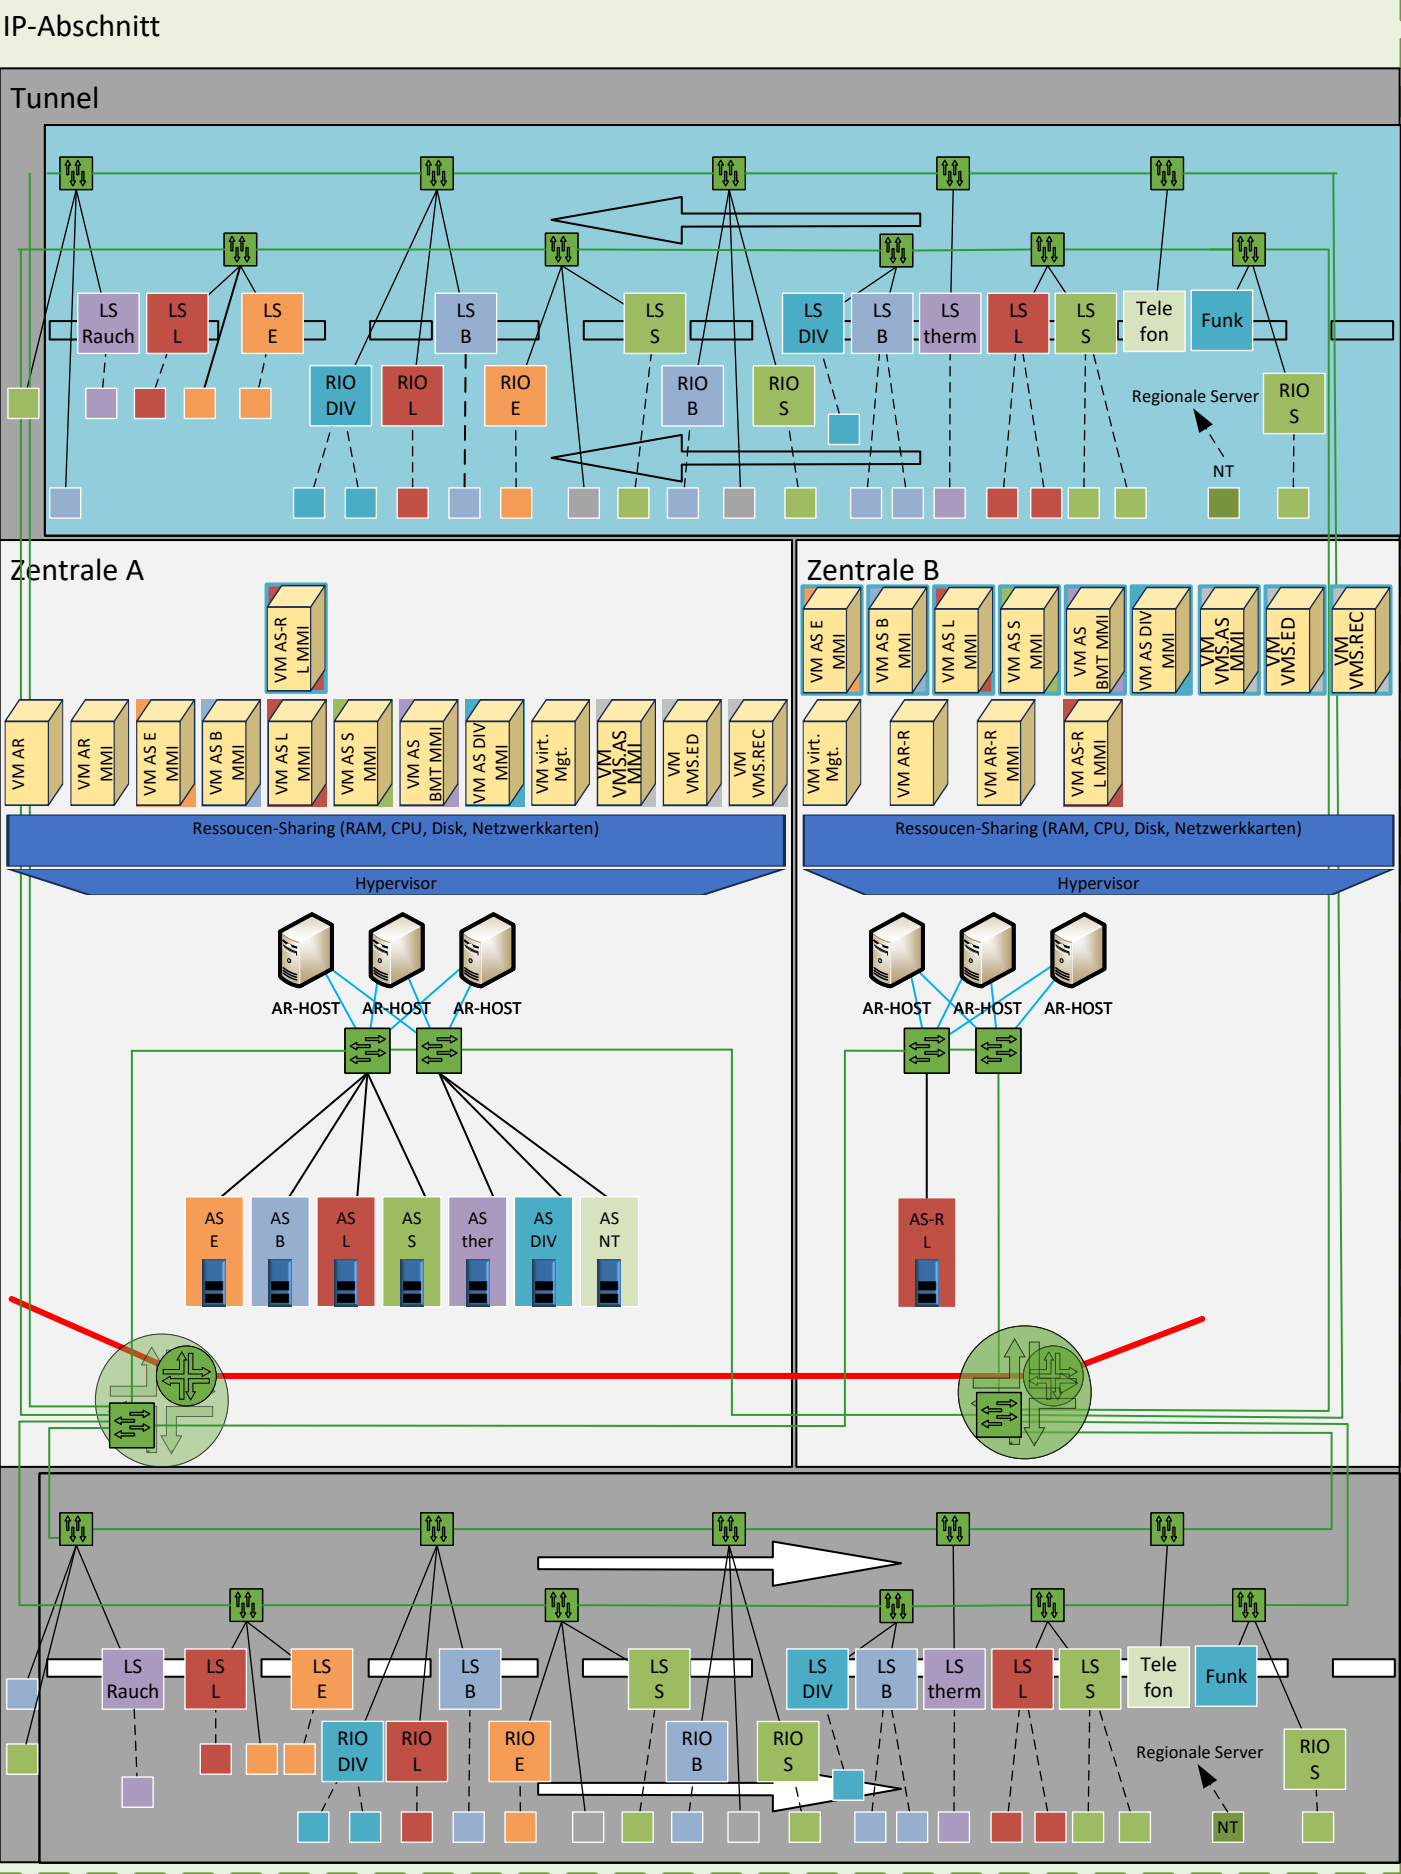 IP-Abschnitt
Tunnel
LS
Rauch
LS
L
LS
E
LS
B
LS
S
LS
DIV
LS
B
LS
therm
LS
L
LS
S
Tele
fon
Funk
RIO
DIV
RIO
L
RIO
E
RIO
B
RIO
S
Regionale Server
RIO
S
NT
Zentrale A
Zentrale B
VM AS-R
L MMI
VM AS E
MMI
VM AS B
MMI
VM AS L
MMI
VM AS S
MMI
VM AS
BMT MMI
VM AS DIV
MMI
VM
VMS.AS
MMI
VM
VMS.ED
VM
VMS.REC
VM AR
VM AR
MMI
VM AS E
MMI
VM AS B
MMI
VM AS L
MMI
VM AS S
MMI
VM AS
BMT MMI
VM AS DIV
MMI
VM virt.
Mgt.
VM
VMS.AS
MMI
VM
VMS.ED
VM
VMS.REC
VM virt.
Mgt.
VM AR-R
VM AR-R
MMI
VM AS-R
L MMI
Ressoucen-Sharing (RAM, CPU, Disk, Netzwerkkarten)
Ressoucen-Sharing (RAM, CPU, Disk, Netzwerkkarten)
Hypervisor
Hypervisor
AR-HOST
AR-HOST
AR-HOST
AR-HOST
AR-HOST
AR-HOST
AS
E
AS
B
AS
L
AS
S
AS
ther
AS
DIV
AS
NT
AS-R
L
LS
Rauch
LS
L
LS
E
LS
B
LS
S
LS
DIV
LS
B
LS
therm
LS
L
LS
S
Tele
fon
Funk
RIO
DIV
RIO
L
RIO
E
RIO
B
RIO
S
Regionale Server
RIO
S
NT